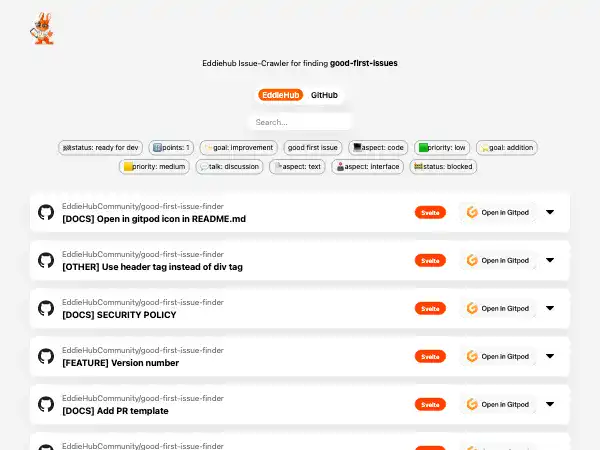 Eddiehub Issue-Crawler for finding good-first-issues
EddieHub GitHub
Search...
status: ready for dev points: 1 goal: improvement good first issue aspect: code priority: low goal: addition
priority: medium talk: discussion aspect: text aspect: interface status: blocked
EddieHubCommunity/good-first-issue-finder
[DOCS] Open in gitpod icon in README.md
Svelte Open in Gitpod
EddieHubCommunity/good-first-issue-finder
[OTHER] Use header tag instead of div tag
Svelte Open in Gitpod
EddieHubCommunity/good-first-issue-finder
[DOCS] SECURITY POLICY
Svelte Open in Gitpod
EddieHubCommunity/good-first-issue-finder
[FEATURE] Version number
Svelte Open in Gitpod
EddieHubCommunity/good-first-issue-finder
[DOCS] Add PR template
Svelte Open in Gitpod
EddieHubCommunity/good-first-issue-finder